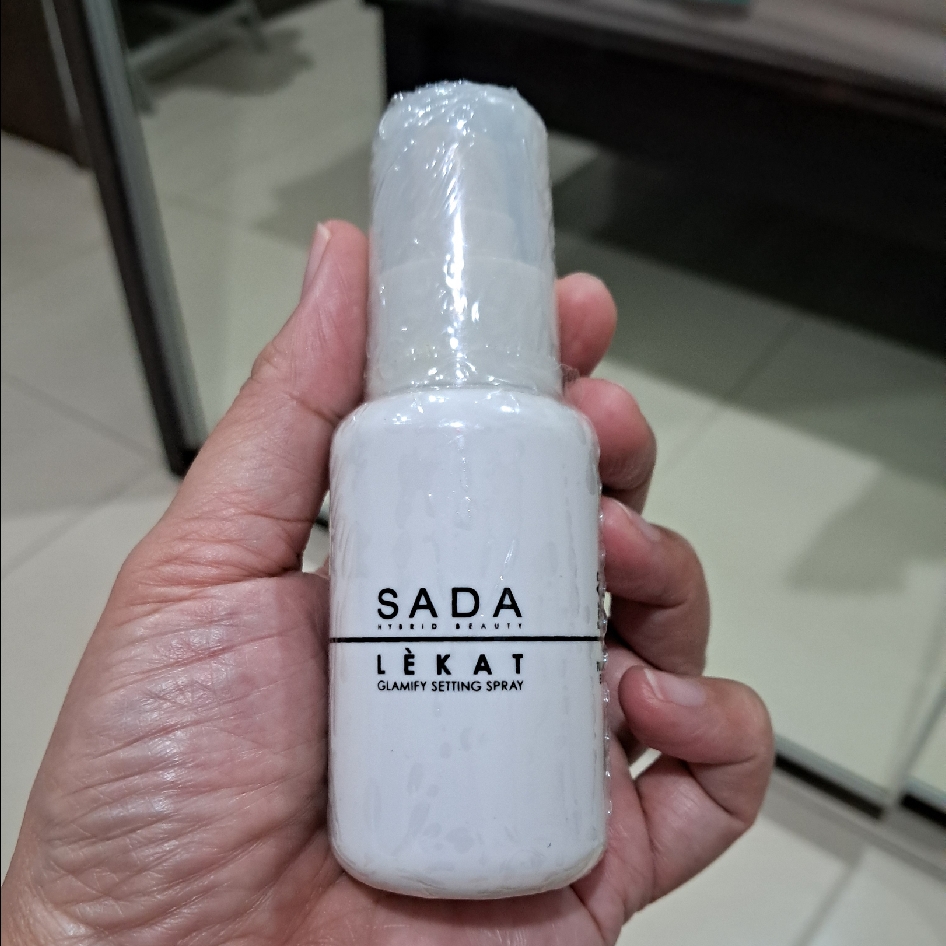 SADA
HYBRID BEAUTY
LÈKAT
GLAMIFY SETTING SPRAY